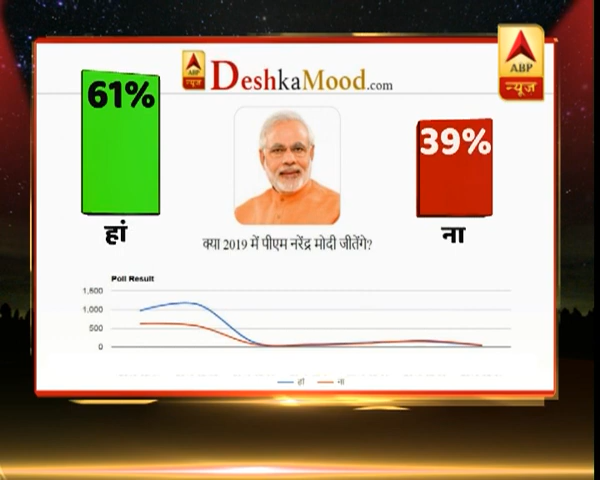 ABP
न्यूज़
DeshkaMood.com
ABP
न्यूज़
61%
39%
हां
ना
क्या 2019 में पीएम नरेंद्र मोदी जीतेंगे?
Poll Result
1,500
1,000
500
0
हां
ना